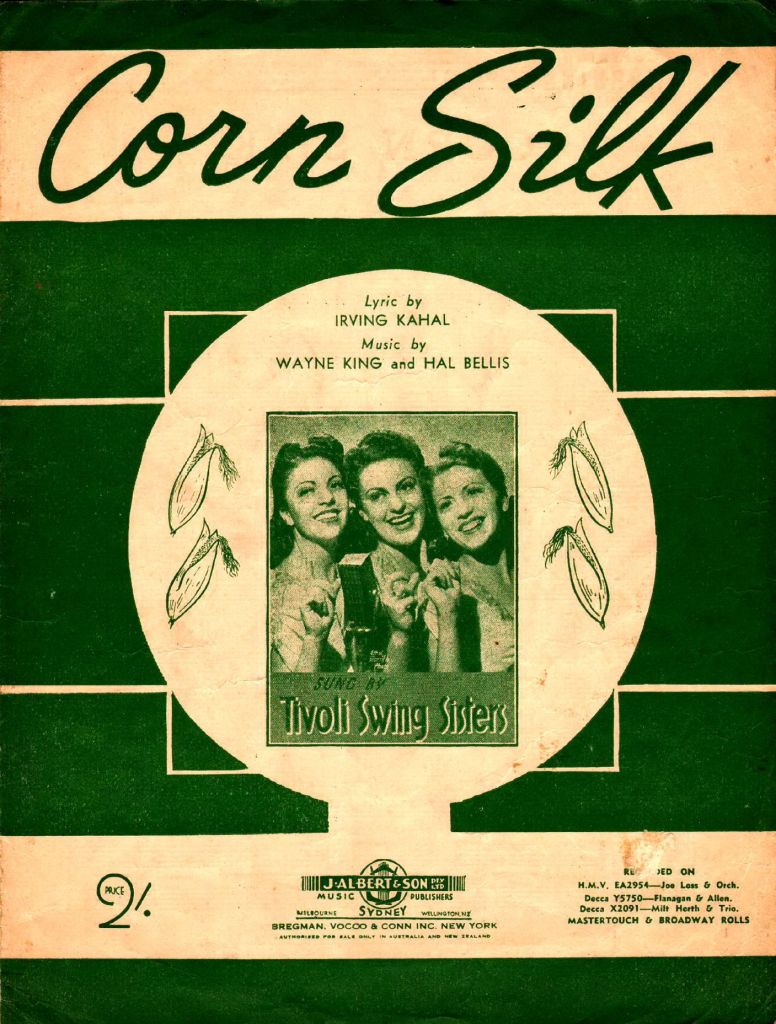 Corn Silk
Lyric by
IRVING KAHAL
Music by
WAYNE KING and HAL BELLIS
SUNG BY
Tivoli Swing Sisters
PRICE
2/.
J. ALBERT & SON PTY LTD
MUSIC PUBLISHERS
MELBOURNE SYDNEY WELLINGTON, N.Z
BREGMAN, VOCOO & CONN INC. NEW YORK
AUTHORISED FOR SALE ONLY IN AUSTRALIA AND NEW ZEALAND
ON
H.M.V. EA2954—Joe Loss & Orch.
Decca Y5750—Flanagan & Allen.
Decca X2091—Milt Herth & Trio.
MASTERTOUCH & BROADWAY ROLLS